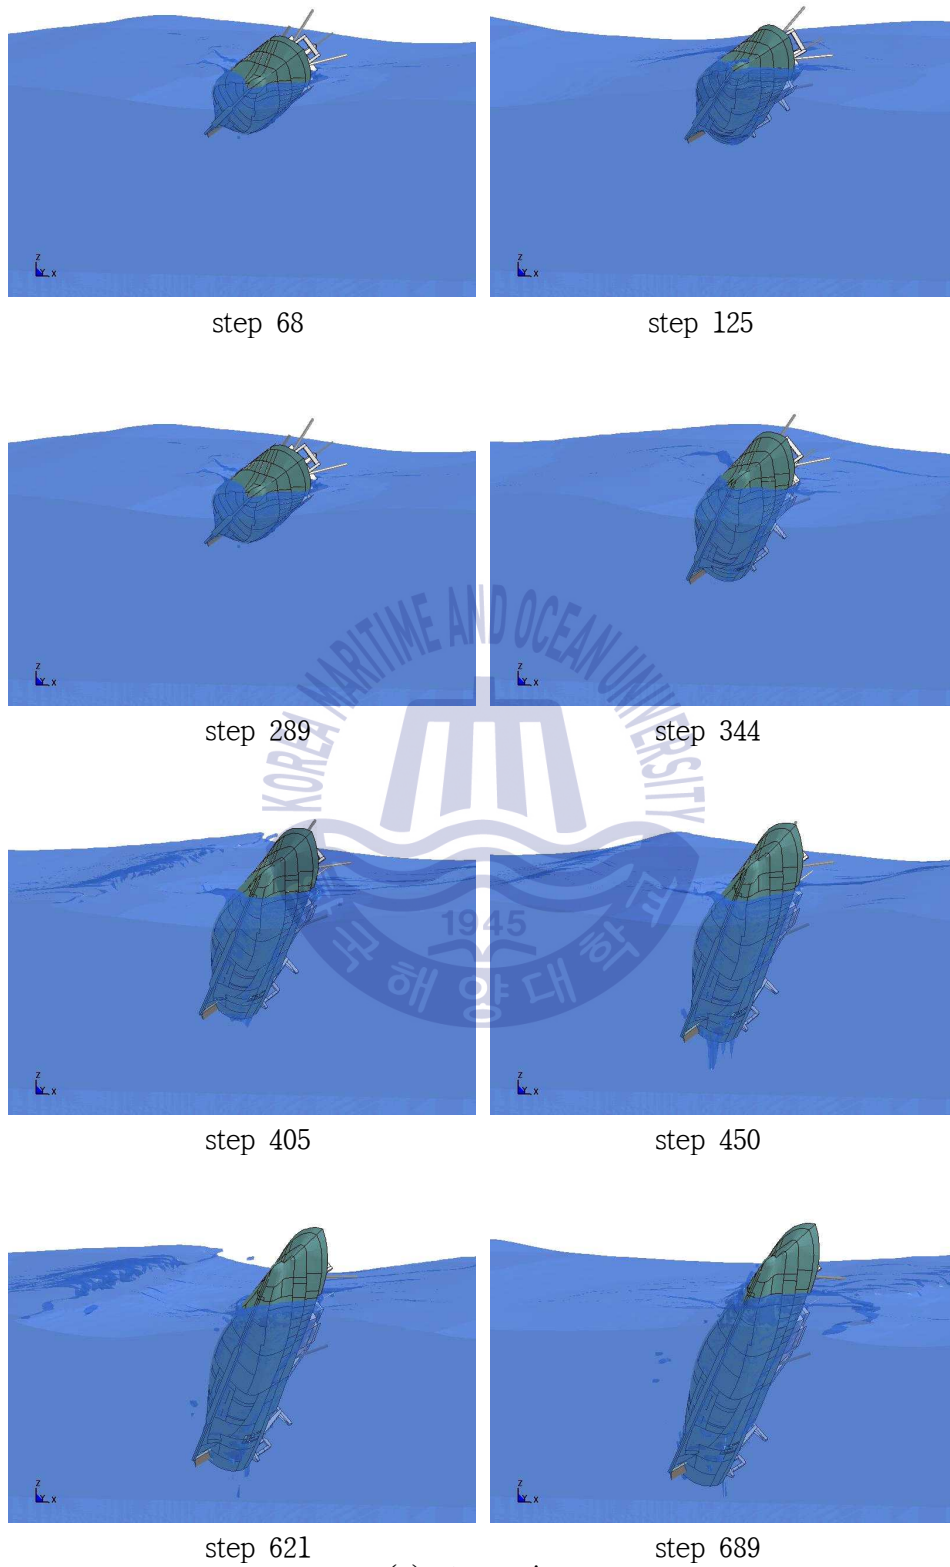 Z
Y X
Z
Y X
step 68
step 125
Z
Y X
Z
Y X
step 289
step 344
KOREA MARITIME AND OCEAN UNIVERSITY
1945
한국해양대학교
Z
Y X
Z
Y X
step 405
step 450
Z
Y X
Z
Y X
step 621
step 689